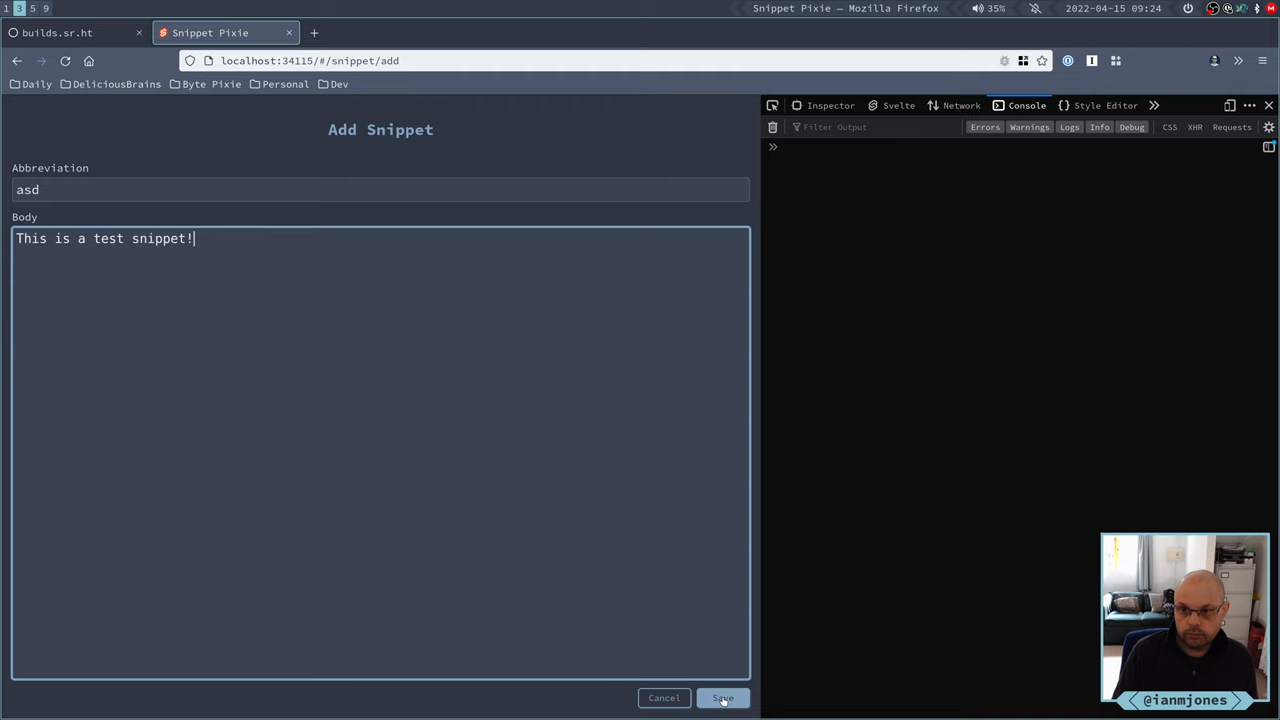 1 3 5 9
Snippet Pixie — Mozilla Firefox
35%
2022-04-15 09:24
builds.sr.ht
Snippet Pixie
localhost:34115/#/snippet/add
Daily DeliciousBrains Byte Pixie Personal Dev
Add Snippet
Abbreviation
asd
Body
This is a test snippet!
Cancel
Save
Inspector Svelte Network Console Style Editor
Filter Output
Errors Warnings Logs Info Debug CSS XHR Requests
@ianmjones